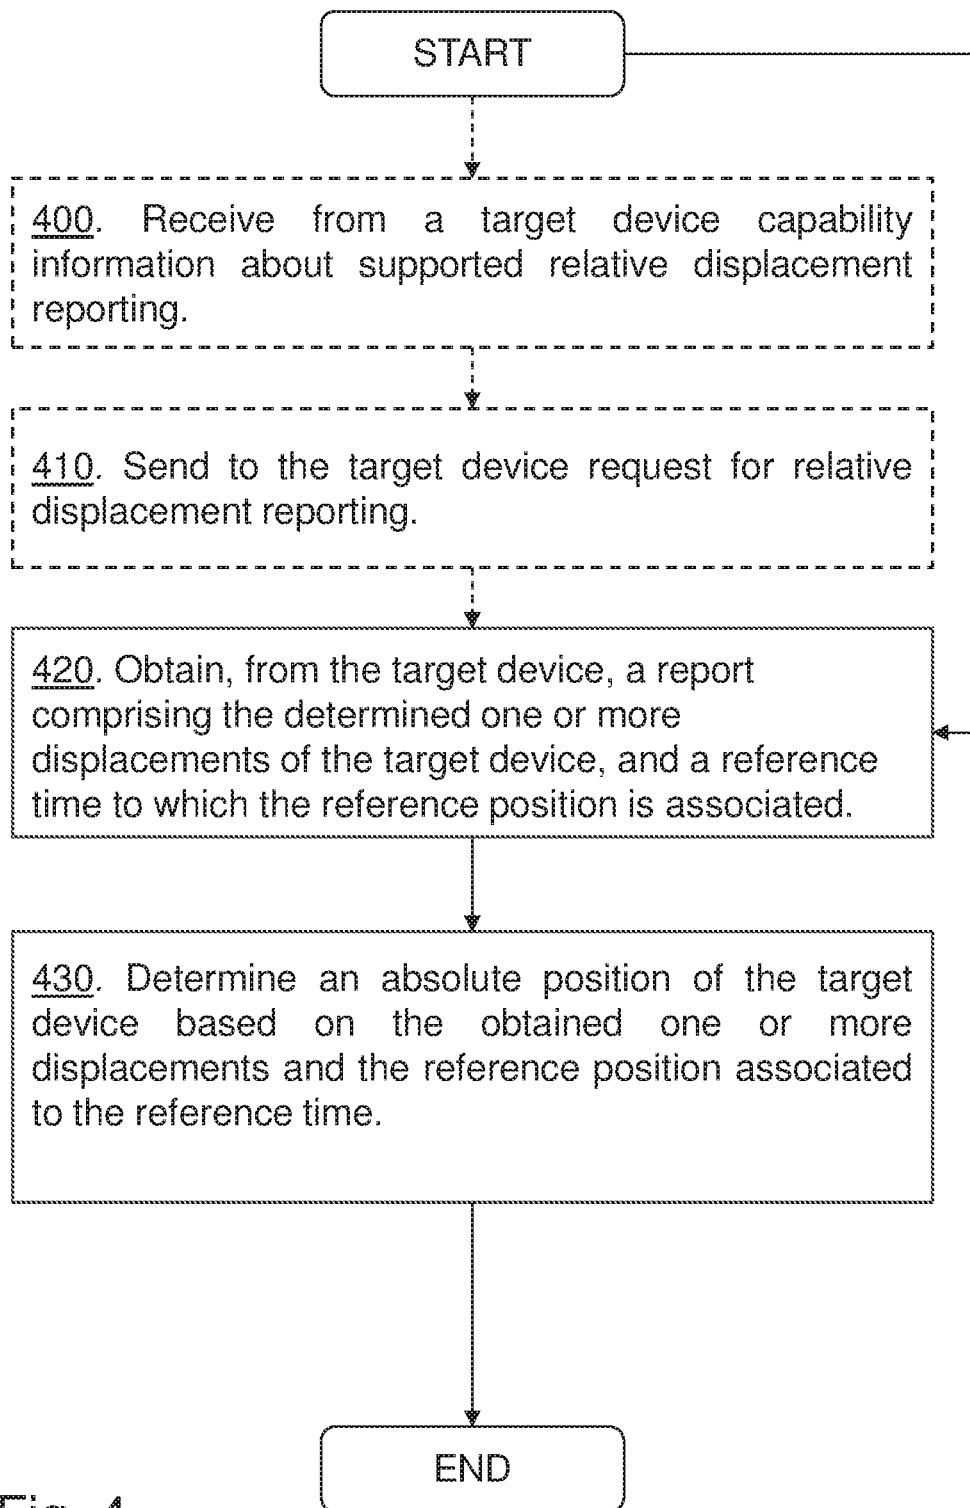 START
400. Receive from a target device capability
information about supported relative displacement
reporting.
410. Send to the target device request for relative
displacement reporting.
420. Obtain, from the target device, a report
comprising the determined one or more
displacements of the target device, and a reference
time to which the reference position is associated.
430. Determine an absolute position of the target
device based on the obtained one or more
displacements and the reference position associated
to the reference time.
END